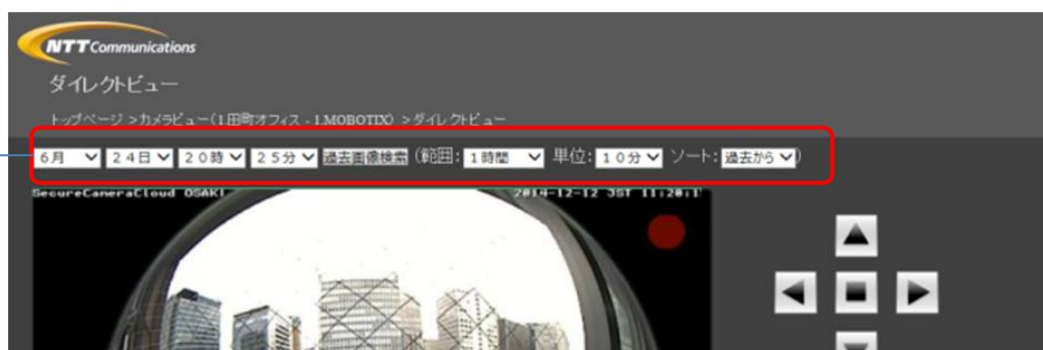 NTT Communications
ダイレクトビュー
トップページ >カメラビュー(1.田町オフィス - 1.MOBOTIX) >ダイレクトビュー
6月 24日 20時 25分 過去画像検索 (範囲: 1時間 単位: 10分 ソート: 過去から)
SecureCameraCloud OSAKI 2014-12-12 JST 11:20:1